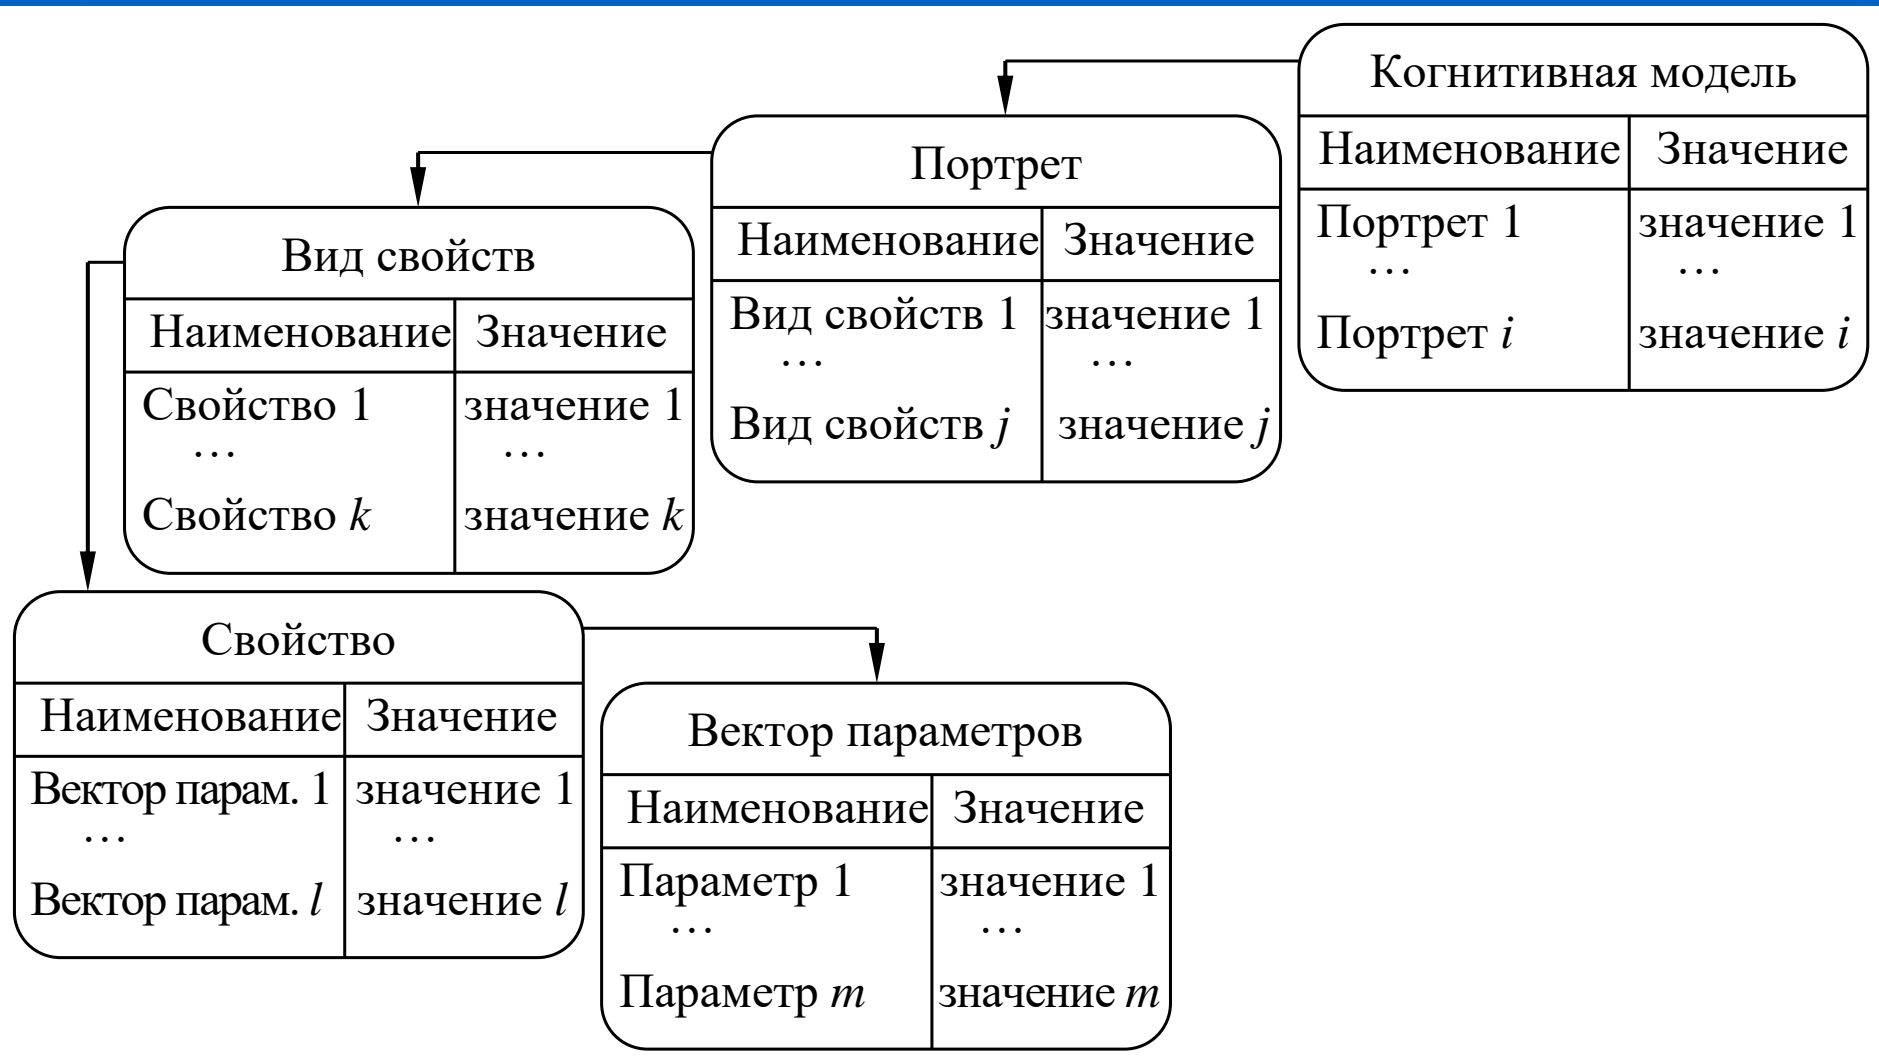 Когнитивная модель
Наименование Значение
Портрет 1 значение 1
… …
Портрет i значение i
Портрет
Наименование Значение
Вид свойств 1 значение 1
… …
Вид свойств j значение j
Вид свойств
Наименование Значение
Свойство 1 значение 1
… …
Свойство k значение k
Свойство
Наименование Значение
Вектор парам. 1 значение 1
… …
Вектор парам. l значение l
Вектор параметров
Наименование Значение
Параметр 1 значение 1
… …
Параметр m значение m